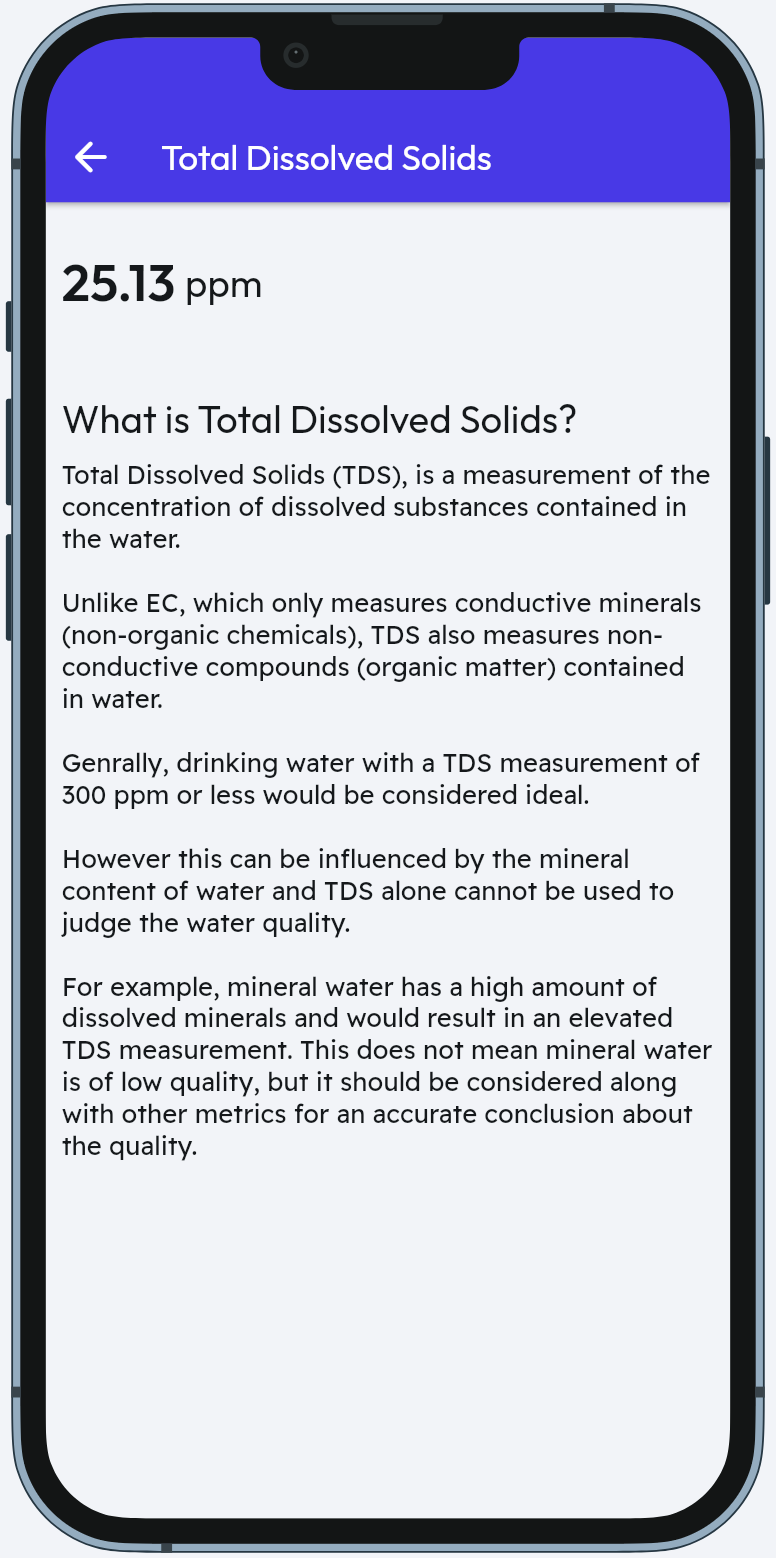 Total Dissolved Solids
25.13 ppm
What is Total Dissolved Solids?
Total Dissolved Solids (TDS), is a measurement of the
concentration of dissolved substances contained in
the water.
Unlike EC, which only measures conductive minerals
(non-organic chemicals), TDS also measures non-
conductive compounds (organic matter) contained
in water.
Genrally, drinking water with a TDS measurement of
300 ppm or less would be considered ideal.
However this can be influenced by the mineral
content of water and TDS alone cannot be used to
judge the water quality.
For example, mineral water has a high amount of
dissolved minerals and would result in an elevated
TDS measurement. This does not mean mineral water
is of low quality, but it should be considered along
with other metrics for an accurate conclusion about
the quality.